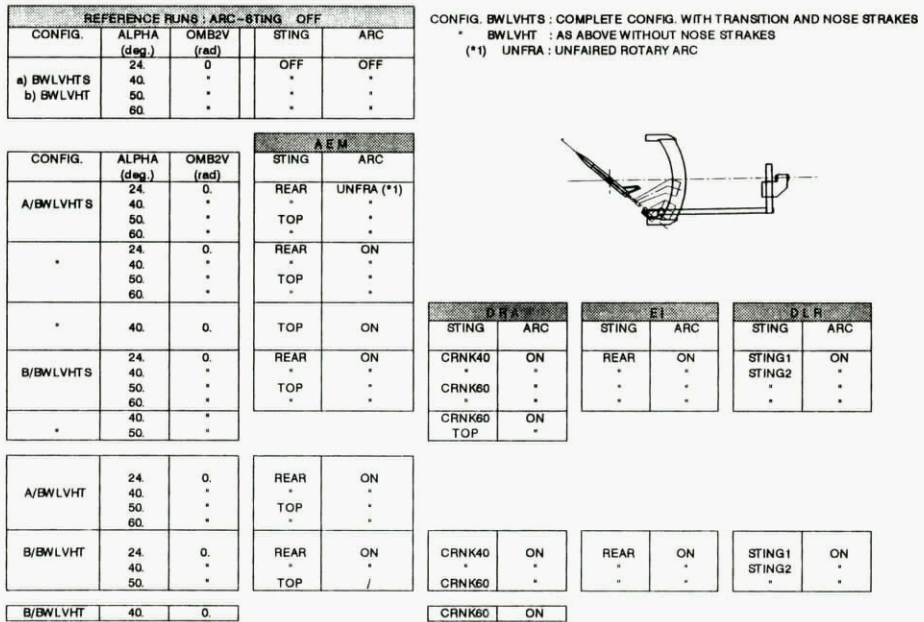 REFERENCE RUNS : ARC-STING OFF
CONFIG. ALPHA (deg.) OMB2V (rad) STING ARC
24. 0 OFF OFF
a) BWLVHTS 40. " " "
b) BWLVHT 50. " " "
60. " " "
CONFIG. BWLVHTS : COMPLETE CONFIG. WITH TRANSITION AND NOSE STRAKES
" BWLVHT : AS ABOVE WITHOUT NOSE STRAKES
(*1) UNFRA : UNFAIRED ROTARY ARC
AEM
CONFIG. ALPHA (deg.) OMB2V (rad) STING ARC
24. 0. REAR UNFRA (*1)
A/BWLVHTS 40. " " "
50. " TOP "
60. " " "
24. 0. REAR ON
" 40. " " "
50. " TOP "
60. " " "
DRA EI DLR
" 40. 0. TOP ON STING ARC STING ARC STING ARC
24. 0. REAR ON CRNK40 ON REAR ON STING1 ON
B/BWLVHTS 40. " " " " " " " STING2 "
50. " TOP " CRNK60 " " " " "
60. " " " " " " " " "
40. " CRNK60 ON
" 50. " TOP "
24. 0. REAR ON
A/BWLVHT 40. " " "
50. " TOP "
60. " " "
B/BWLVHT 24. 0. REAR ON CRNK40 ON REAR ON STING1 ON
40. " " " " " " " STING2 "
50. " TOP / CRNK60 " " " " "
B/BWLVHT 40. 0. CRNK60 ON